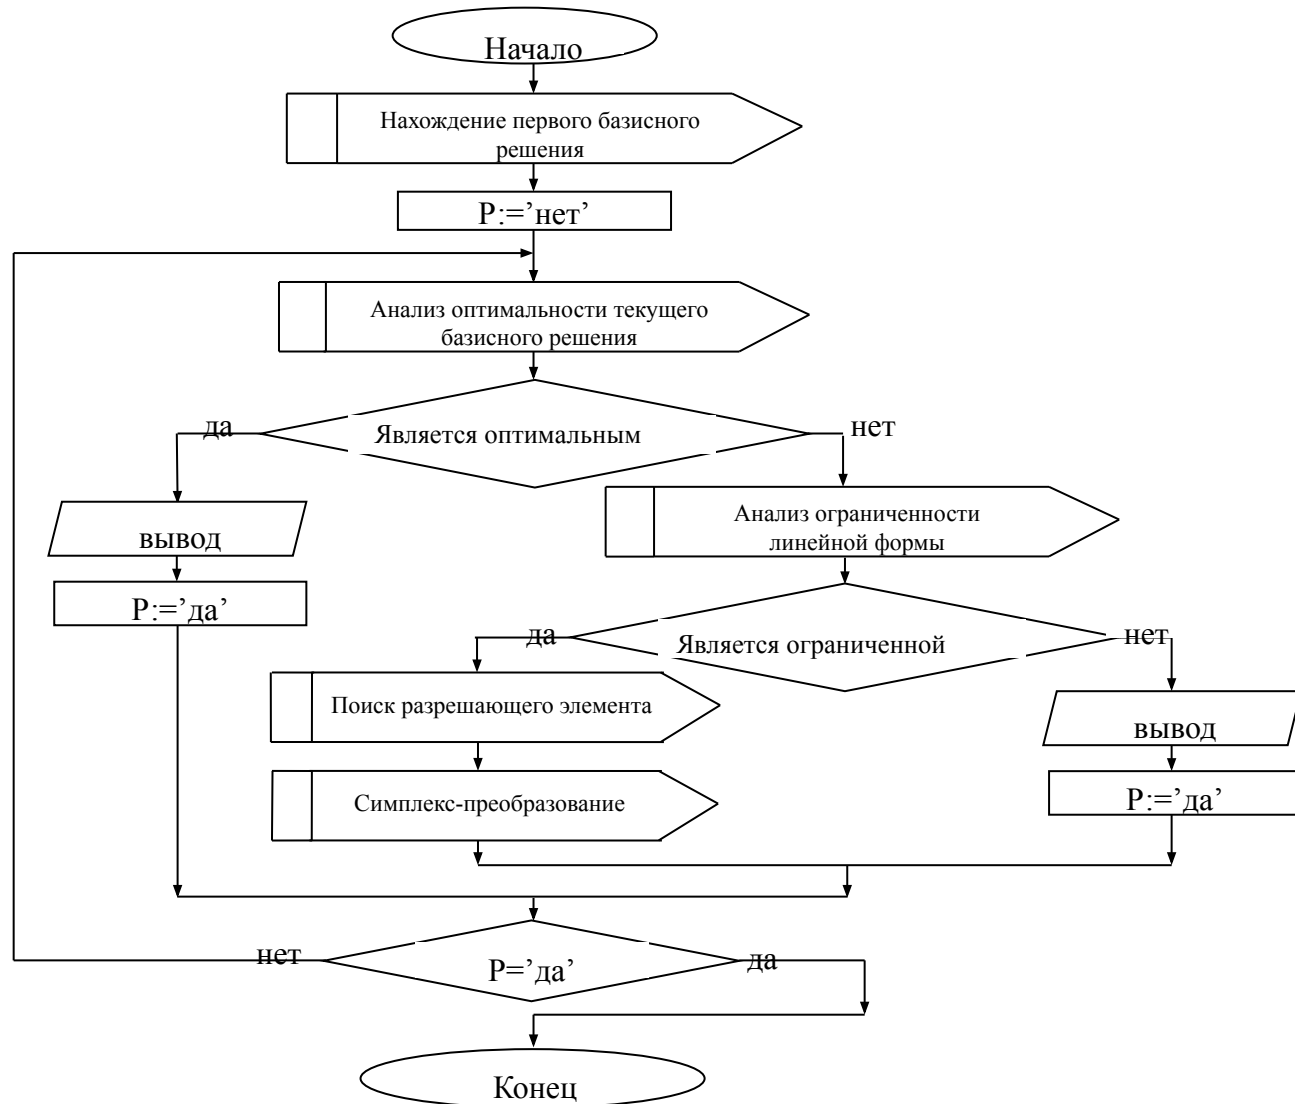 Начало
Нахождение первого базисного
решения
P:=’нет’
Анализ оптимальности текущего
базисного решения
да
Является оптимальным
нет
вывод
P:=’да’
Анализ ограниченности
линейной формы
да
Является ограниченной
нет
Поиск разрешающего элемента
Симплекс-преобразование
вывод
P:=’да’
нет
P=’да’
да
Конец